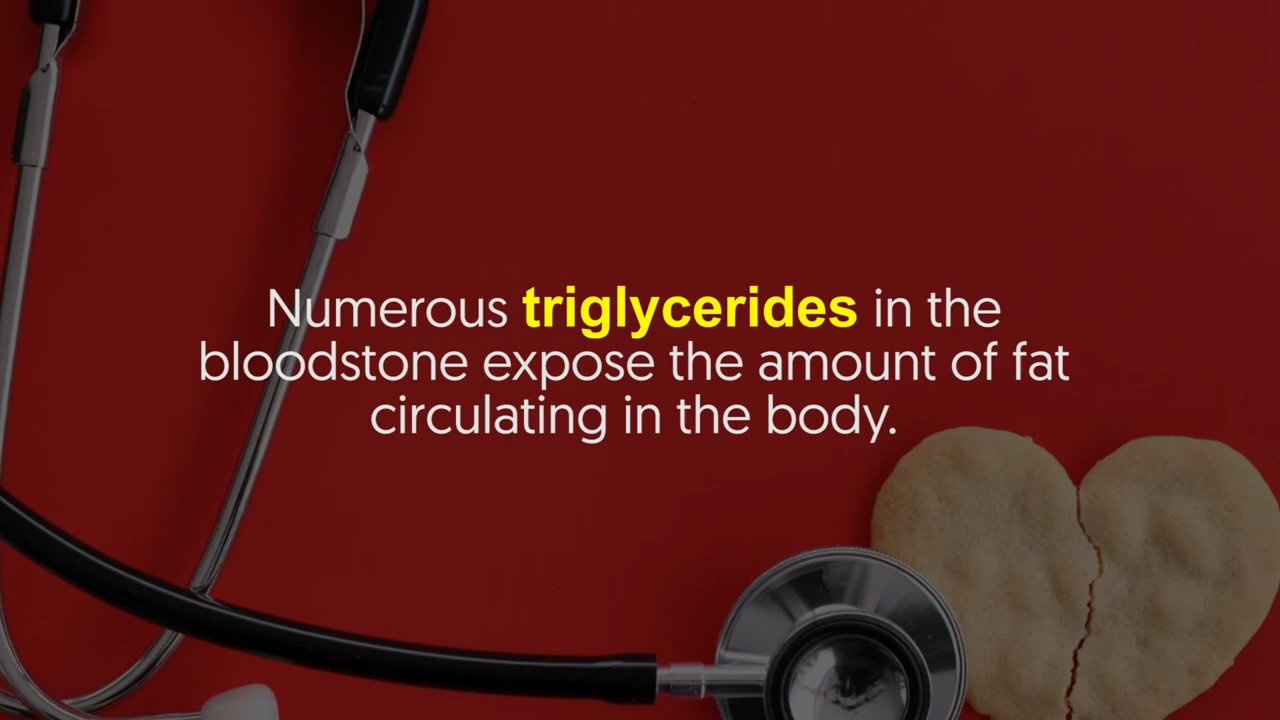 Numerous triglycerides in the
bloodstone expose the amount of fat
circulating in the body.